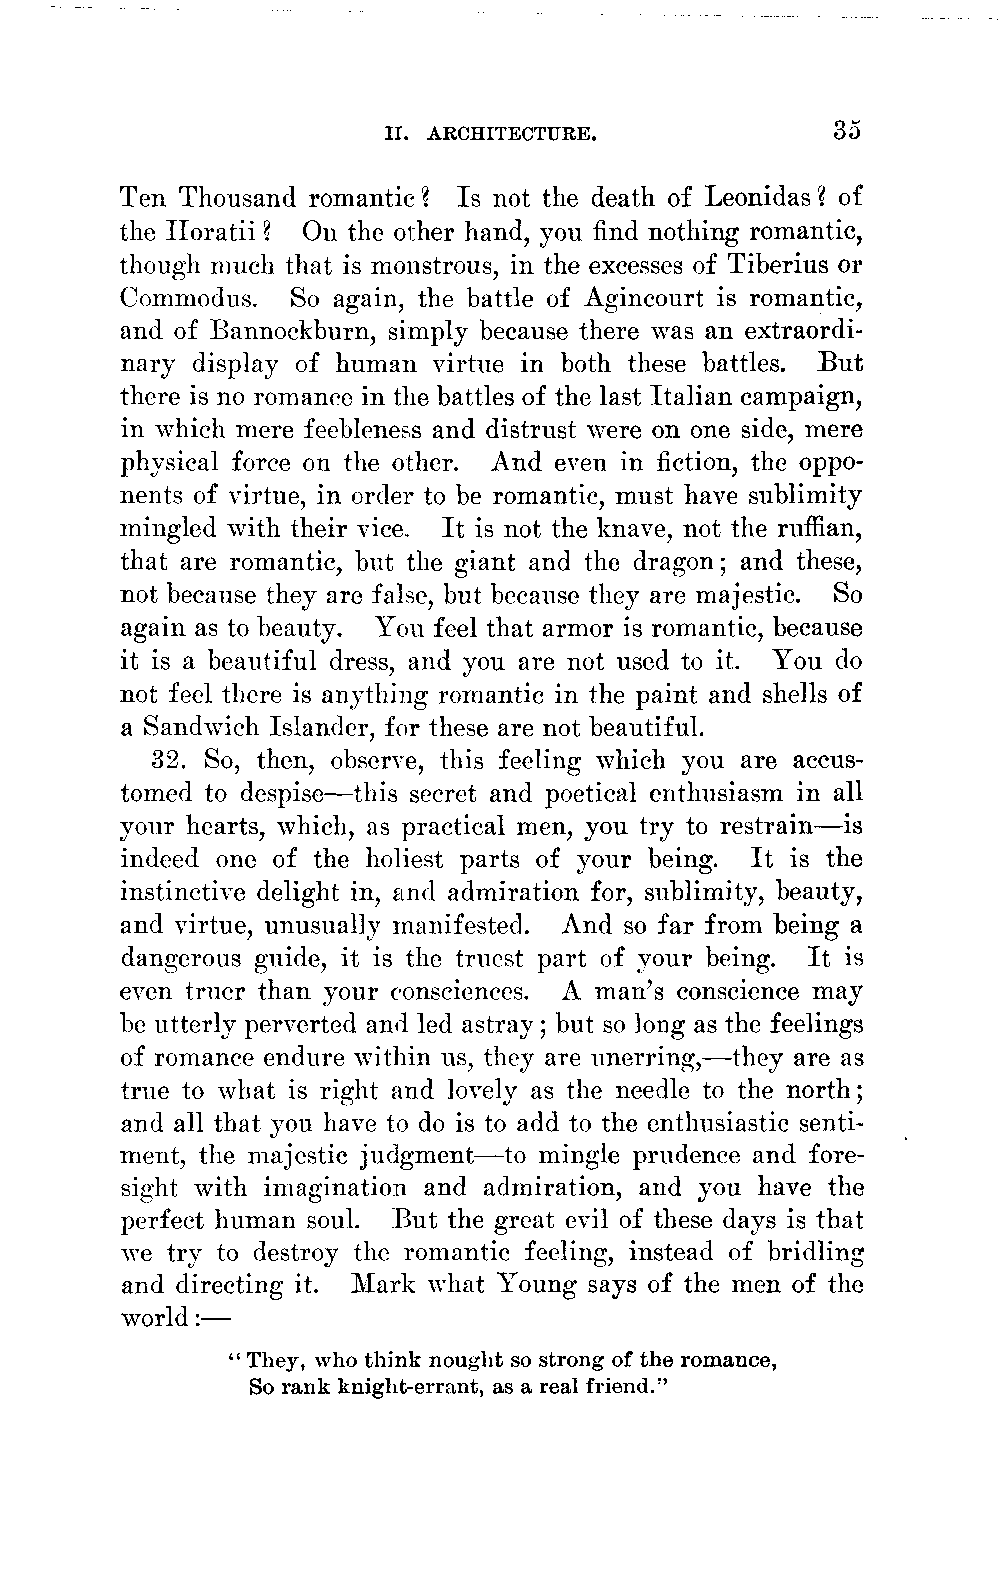 II. ARCHITECTURE. 35
Ten Thousand romantic? Is not the death of Leonidas? of
the Horatii? On the other hand, you find nothing romantic,
though much that is monstrous, in the excesses of Tiberius or
Commodus. So again, the battle of Agincourt is romantic,
and of Bannockburn, simply because there was an extraordi-
nary display of human virtue in both these battles. But
there is no romance in the battles of the last Italian campaign,
in which mere feebleness and distrust were on one side, mere
physical force on the other. And even in fiction, the oppo-
nents of virtue, in order to be romantic, must have sublimity
mingled with their vice. It is not the knave, not the ruffian,
that are romantic, but the giant and the dragon; and these,
not because they are false, but because they are majestic. So
again as to beauty. You feel that armor is romantic, because
it is a beautiful dress, and you are not used to it. You do
not feel there is anything romantic in the paint and shells of
a Sandwich Islander, for these are not beautiful.
32. So, then, observe, this feeling which you are accus-
tomed to despise—this secret and poetical enthusiasm in all
your hearts, which, as practical men, you try to restrain—is
indeed one of the holiest parts of your being. It is the
instinctive delight in, and admiration for, sublimity, beauty,
and virtue, unusually manifested. And so far from being a
dangerous guide, it is the truest part of your being. It is
even truer than your consciences. A man's conscience may
be utterly perverted and led astray; but so long as the feelings
of romance endure within us, they are unerring,—they are as
true to what is right and lovely as the needle to the north;
and all that you have to do is to add to the enthusiastic senti-
ment, the majestic judgment—to mingle prudence and fore-
sight with imagination and admiration, and you have the
perfect human soul. But the great evil of these days is that
we try to destroy the romantic feeling, instead of bridling
and directing it. Mark what Young says of the men of the
world:—
"They, who think nought so strong of the romance,
So rank knight-errant, as a real friend."